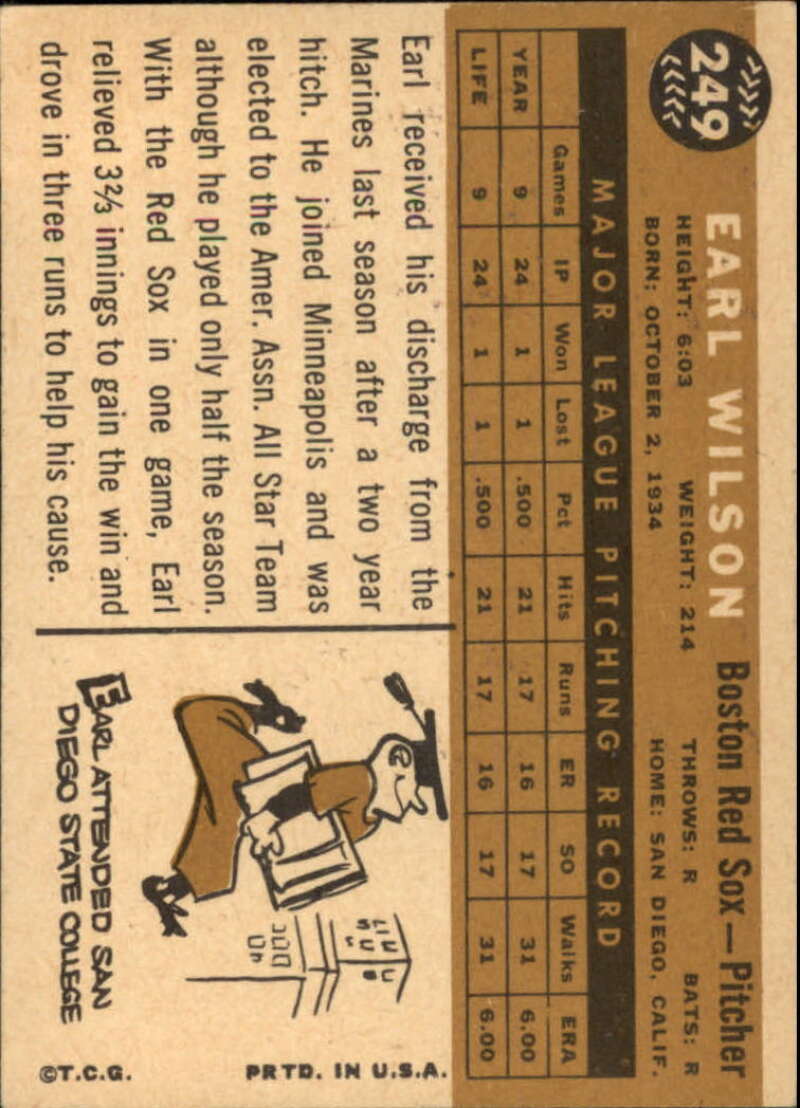 249
EARL WILSON Boston Red Sox—Pitcher
HEIGHT: 6:03 WEIGHT: 214 THROWS: R BATS: R
BORN: OCTOBER 2, 1934 HOME: SAN DIEGO, CALIF.
MAJOR LEAGUE PITCHING RECORD
Games IP Won Lost Pct Hits Runs ER SO Walks ERA
YEAR 9 24 1 1 .500 21 17 16 17 31 6.00
LIFE 9 24 1 1 .500 21 17 16 17 31 6.00
Earl received his discharge from the
Marines last season after a two year
hitch. He joined Minneapolis and was
elected to the Amer. Assn. All Star Team
although he played only half the season.
With the Red Sox in one game, Earl
relieved 3⅔ innings to gain the win and
drove in three runs to help his cause.
EARL ATTENDED SAN
DIEGO STATE COLLEGE
©T.C.G. PRTD. IN U.S.A.